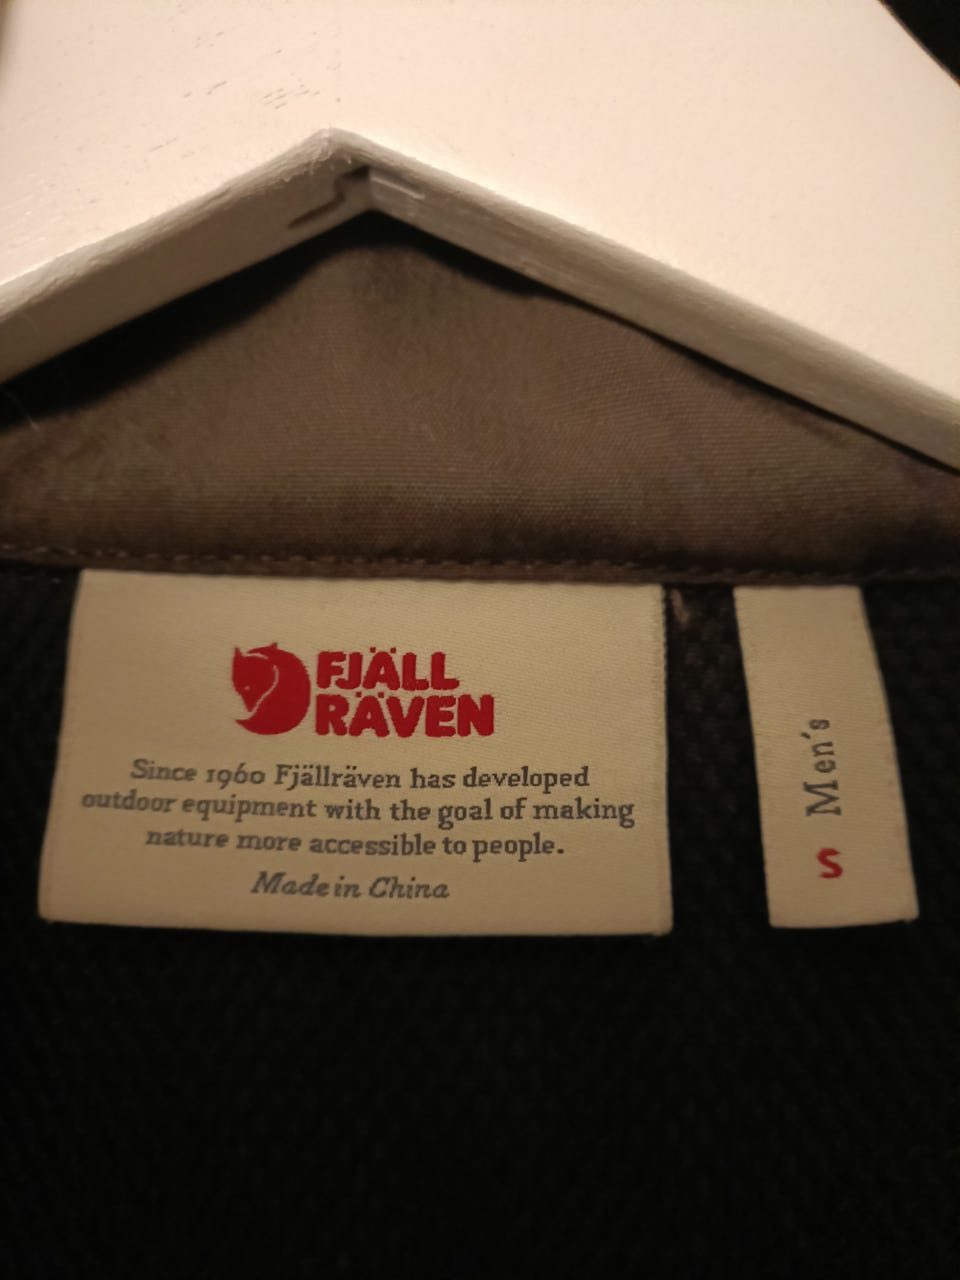 FJÄLL
RÄVEN
Since 1960 Fjällräven has developed
outdoor equipment with the goal of making
nature more accessible to people.
Made in China
Men's
S